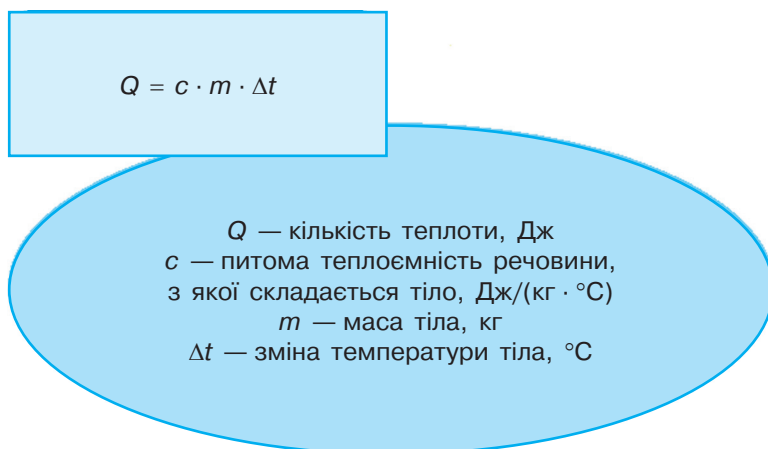 Q = c · m · Δt
Q — кількість теплоти, Дж
c — питома теплоємність речовини,
з якої складається тіло, Дж/(кг · °С)
m — маса тіла, кг
Δt — зміна температури тіла, °С